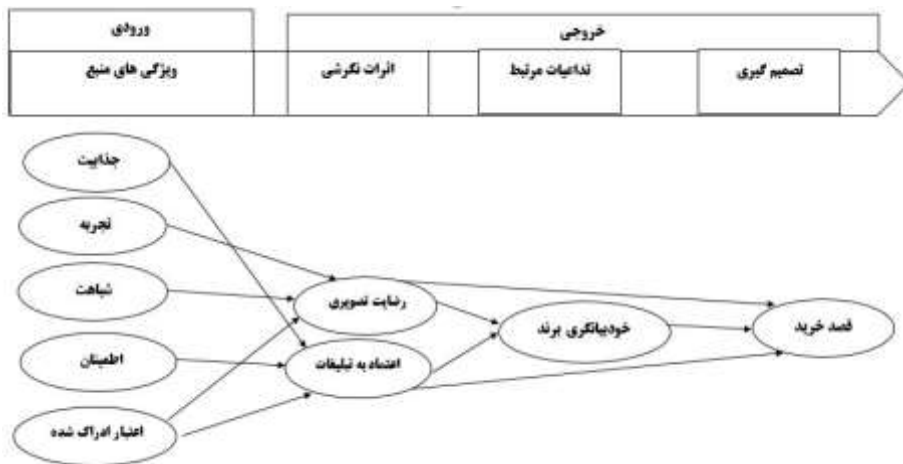 خروجی
ورودی
ویژگی های منبع
اثرات نگرشی
تداعیات مرتبط
تصمیم گیری
جذابیت
تجربه
شباهت
اطمینان
اعتبار ادراک شده
رضایت تصویری
اعتماد به تبلیغات
خودبیانگری برند
قصد خرید